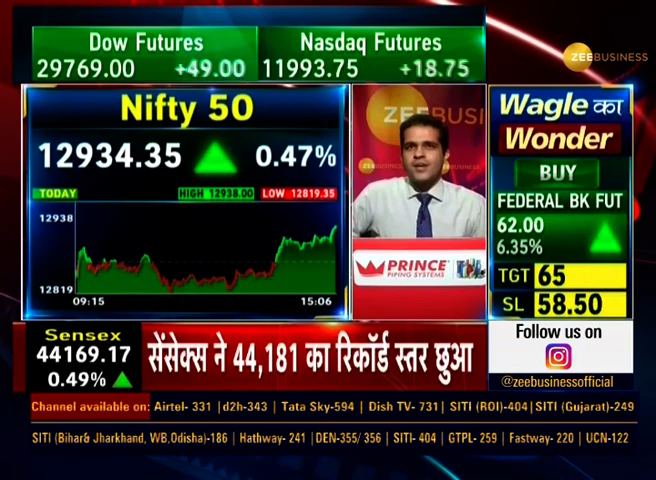 Dow Futures
29769.00 +49.00
Nasdaq Futures
11993.75 +18.75
ZEEBUSINESS
Nifty 50
12934.35 0.47%
TODAY HIGH 12938.00 LOW 12819.35
12938
12819
09:15 15:06
ZEEBUSI
PRINCE
PIPING SYSTEMS
Wagle का
Wonder
BUY
FEDERAL BK FUT
62.00
6.35%
TGT 65
SL 58.50
Sensex
44169.17
0.49%
सेंसेक्स ने 44,181 का रिकॉर्ड स्तर छुआ
Follow us on
@zeebusinessofficial
Channel available on: Airtel- 331 | d2h-343 | Tata Sky-594 | Dish TV- 731 | SITI (ROI)-404 | SITI (Gujarat)-249
SITI (Bihar& Jharkhand, WB,Odisha)-186 | Hathway- 241 | DEN-355/ 356 | SITI- 404 | GTPL- 259 | Fastway- 220 | UCN-122